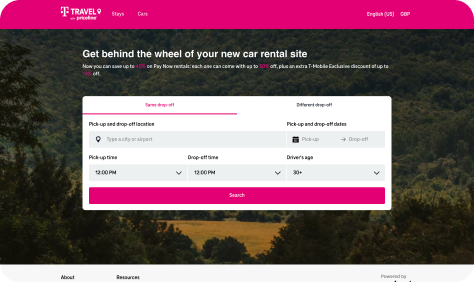 T TRAVEL
with priceline
Stays
Cars
English (US)
GBP
Get behind the wheel of your new car rental site
Now you can save up to on Pay Now rentals: each one can come with up to off, plus an extra T-Mobile Exclusive discount of up to
off.
Same drop-off
Different drop-off
Pick-up and drop-off location
Pick-up and drop-off dates
Type a city or airport
Pick-up
Drop-off
Pick-up time
Drop-off time
Driver's age
12:00 PM
12:00 PM
30+
Search
About
Resources
Powered by